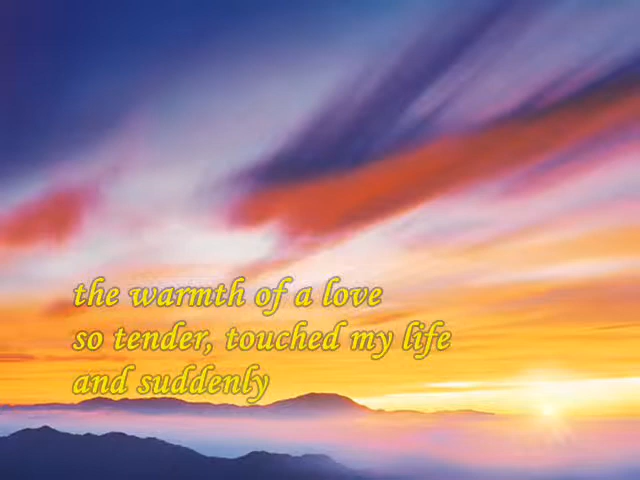 the warmth of a love
so tender, touched my life
and suddenly